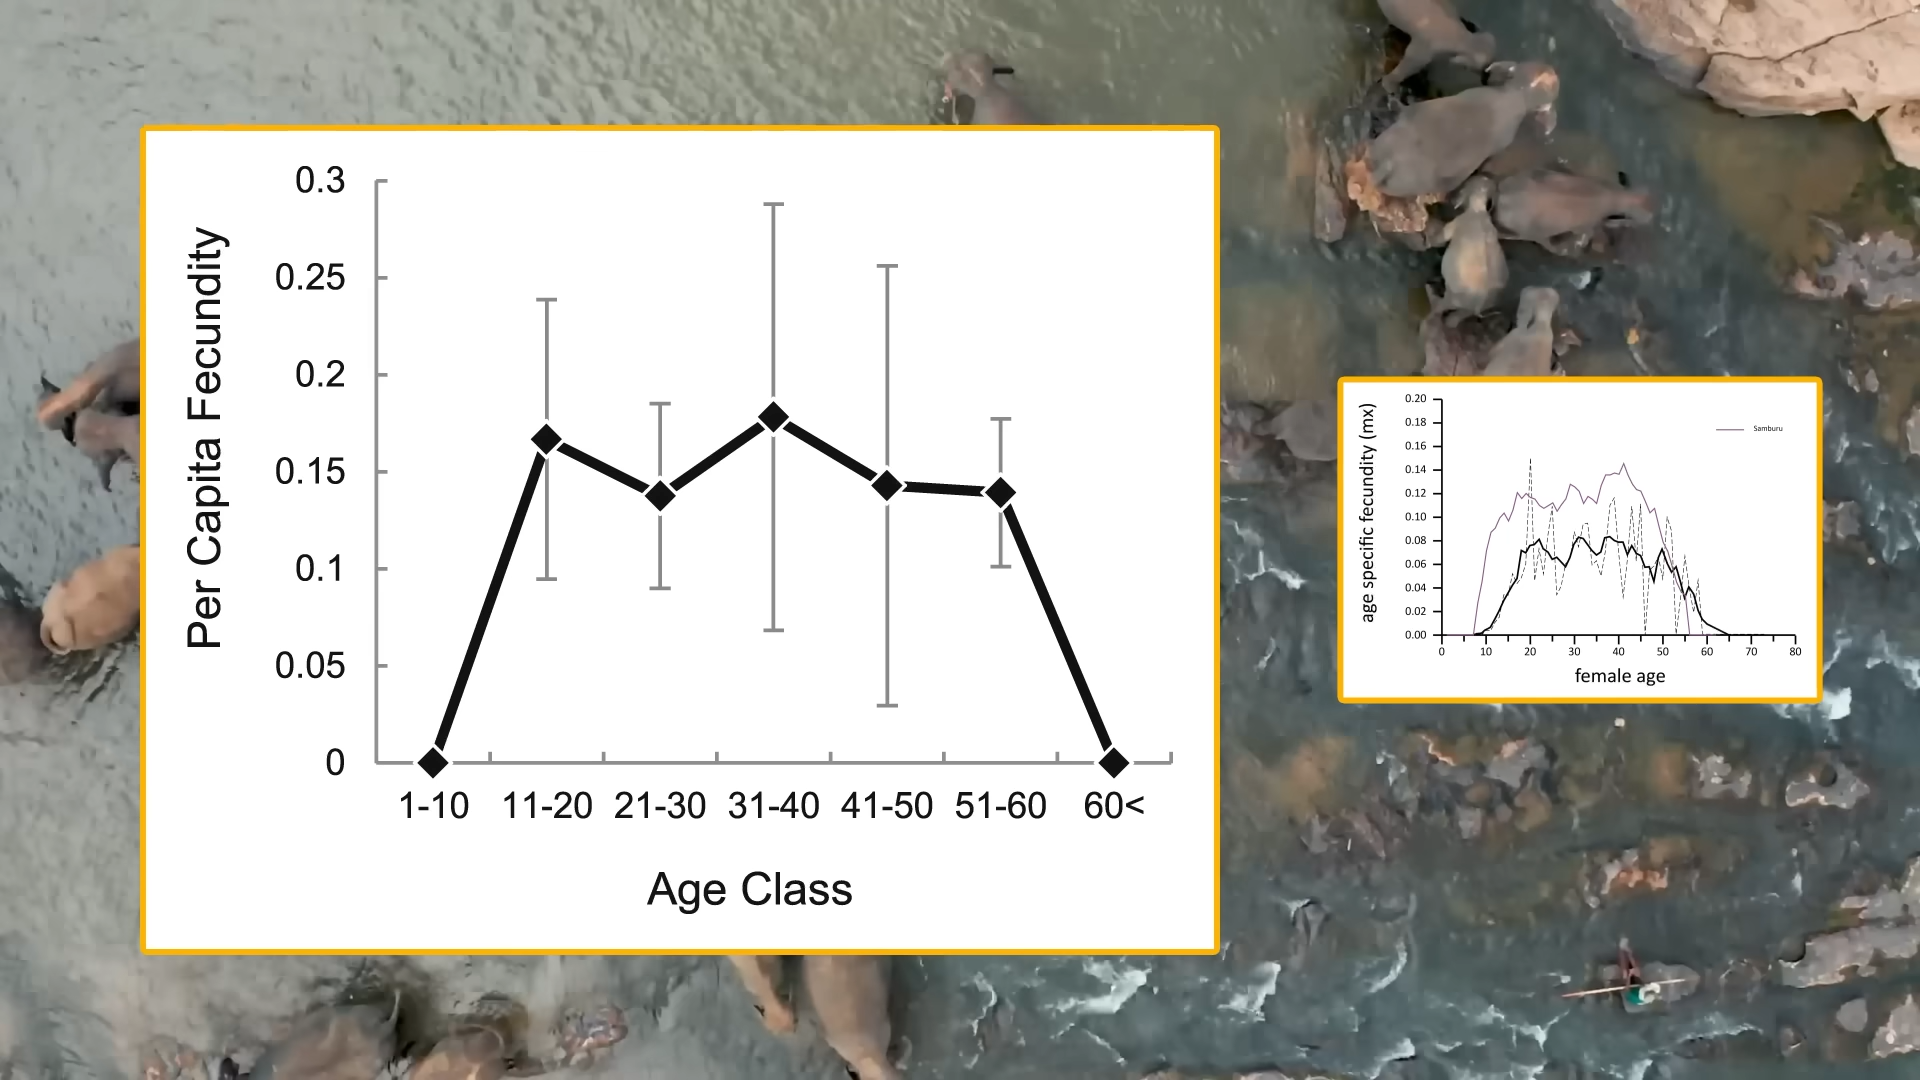 Per Capita Fecundity
0.3
0.25
0.2
0.15
0.1
0.05
0
1-10 11-20 21-30 31-40 41-50 51-60 60<
Age Class
age specific fecundity (mx)
0.20
0.18
0.16
0.14
0.12
0.10
0.08
0.06
0.04
0.02
0.00
Samburu
0 10 20 30 40 50 60 70 80
female age